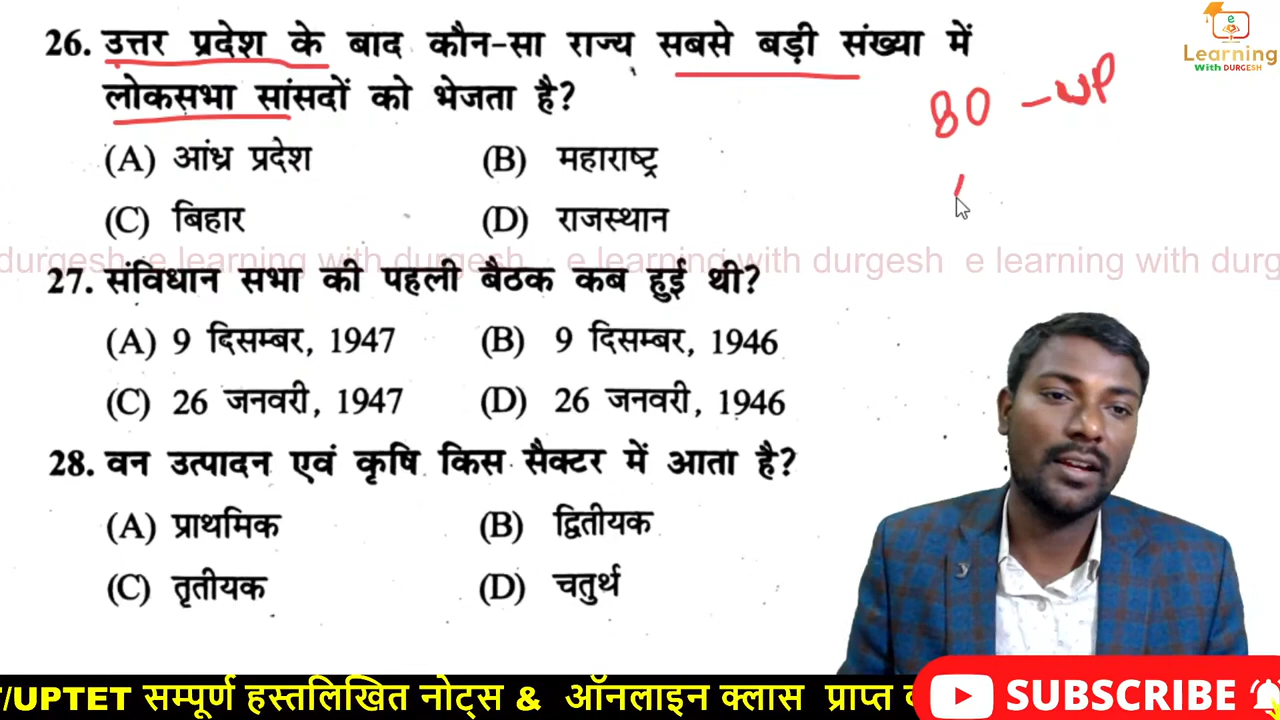 26. उत्तर प्रदेश के बाद कौन-सा राज्य सबसे बड़ी संख्या में
लोकसभा सांसदों को भेजता है?
(A) आंध्र प्रदेश (B) महाराष्ट्र
(C) बिहार (D) राजस्थान
e
Learning
With DURGESH
80 - UP
durgesh e learning with durgesh e learning with durgesh e learning with durg
27. संविधान सभा की पहली बैठक कब हुई थी?
(A) 9 दिसम्बर, 1947 (B) 9 दिसम्बर, 1946
(C) 26 जनवरी, 1947 (D) 26 जनवरी, 1946
28. वन उत्पादन एवं कृषि किस सैक्टर में आता है?
(A) प्राथमिक (B) द्वितीयक
(C) तृतीयक (D) चतुर्थ
/UPTET सम्पूर्ण हस्तलिखित नोट्स & ऑनलाइन क्लास प्राप्त
SUBSCRIBE